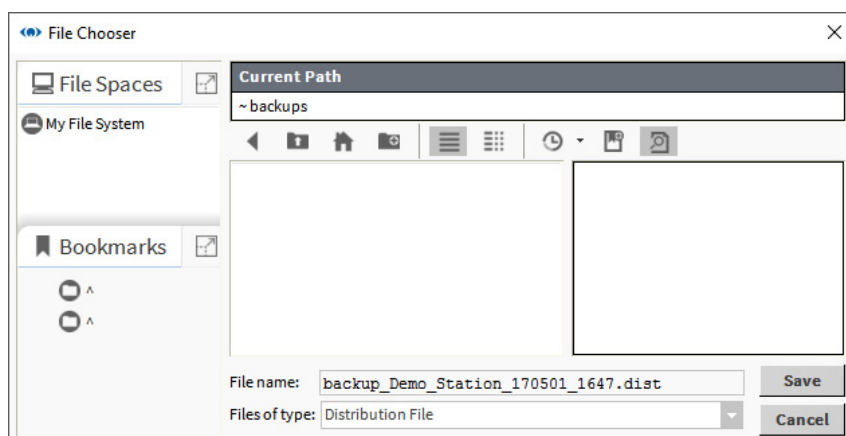 File Chooser
File Spaces
My File System
Bookmarks
^
^
Current Path
~ backups
File name: backup_Demo_Station_170501_1647.dist
Files of type: Distribution File
Save
Cancel